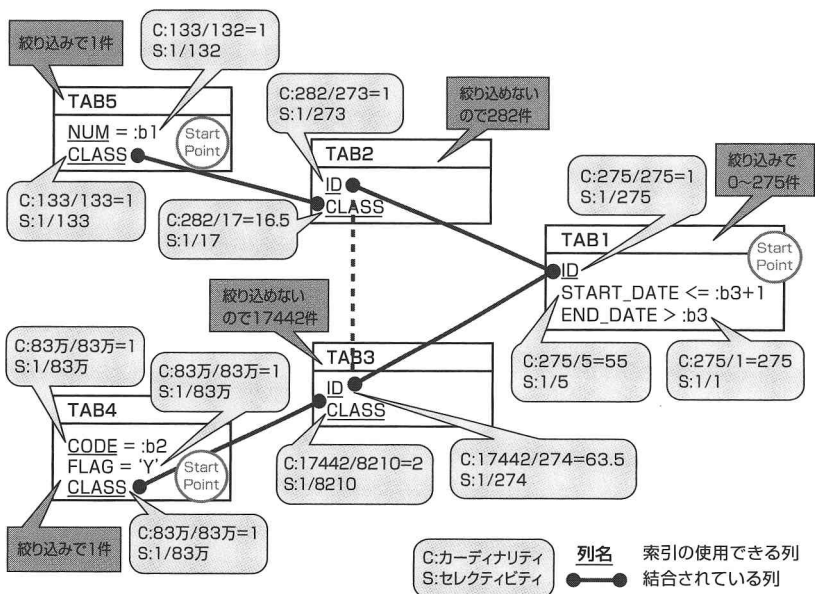 絞り込みで1件
C:133/132=1
S:1/132
TAB5
NUM = :b1
CLASS
Start
Point
C:133/133=1
S:1/133
C:282/273=1
S:1/273
絞り込めない
ので282件
TAB2
ID
CLASS
C:282/17=16.5
S:1/17
C:275/275=1
S:1/275
絞り込みで
0～275件
TAB1
Start
Point
ID
START_DATE <= :b3+1
END_DATE > :b3
C:275/5=55
S:1/5
C:275/1=275
S:1/1
絞り込めない
ので17442件
TAB3
ID
CLASS
C:17442/8210=2
S:1/8210
C:17442/274=63.5
S:1/274
C:83万/83万=1
S:1/83万
C:83万/83万=1
S:1/83万
TAB4
CODE = :b2
FLAG = 'Y'
CLASS
Start
Point
絞り込みで1件
C:83万/83万=1
S:1/83万
C:カーディナリティ
S:セレクティビティ
列名 索引の使用できる列
結合されている列